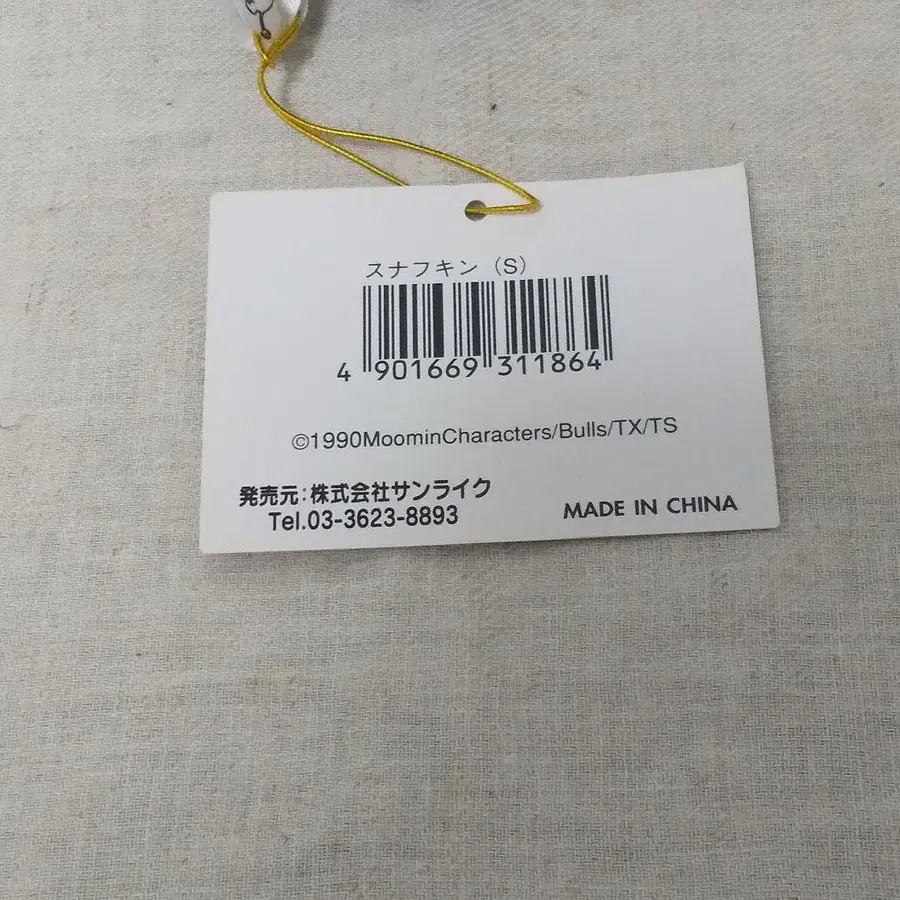 スナフキン（S）
4 901669 311864
©1990MoominCharacters/Bulls/TX/TS
発売元:株式会社サンライク
Tel.03-3623-8893
MADE IN CHINA